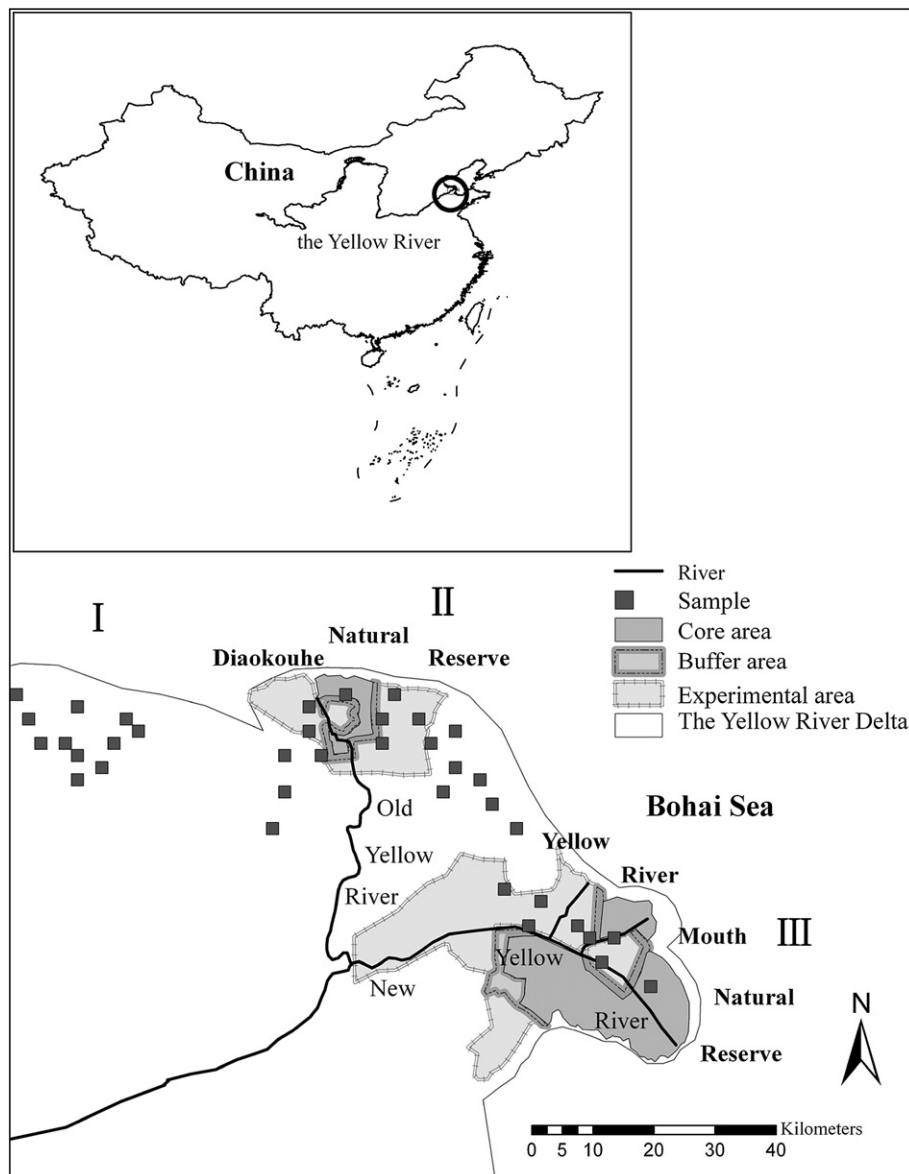 China
the Yellow River
I
II
Natural
Diaokouhe
Reserve
River
Sample
Core area
Buffer area
Experimental area
The Yellow River Delta
Old
Yellow
River
New
Bohai Sea
Yellow
River
Mouth
III
Natural
Reserve
Yellow
River
N
Kilometers
0 5 10 20 30 40